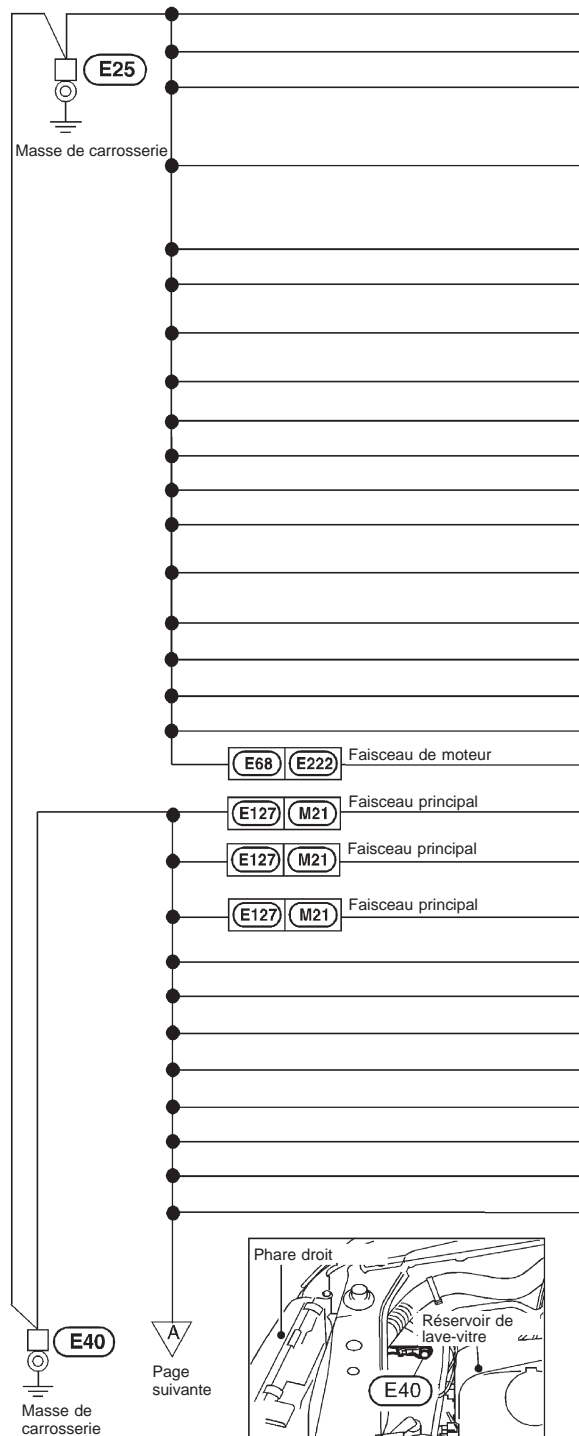 E25
Masse de carrosserie
E68 E222 Faisceau de moteur
E127 M21 Faisceau principal
E127 M21 Faisceau principal
E127 M21 Faisceau principal
Phare droit
Réservoir de
lave-vitre
E40
E40
A
Page
suivante
Masse de
carrosserie